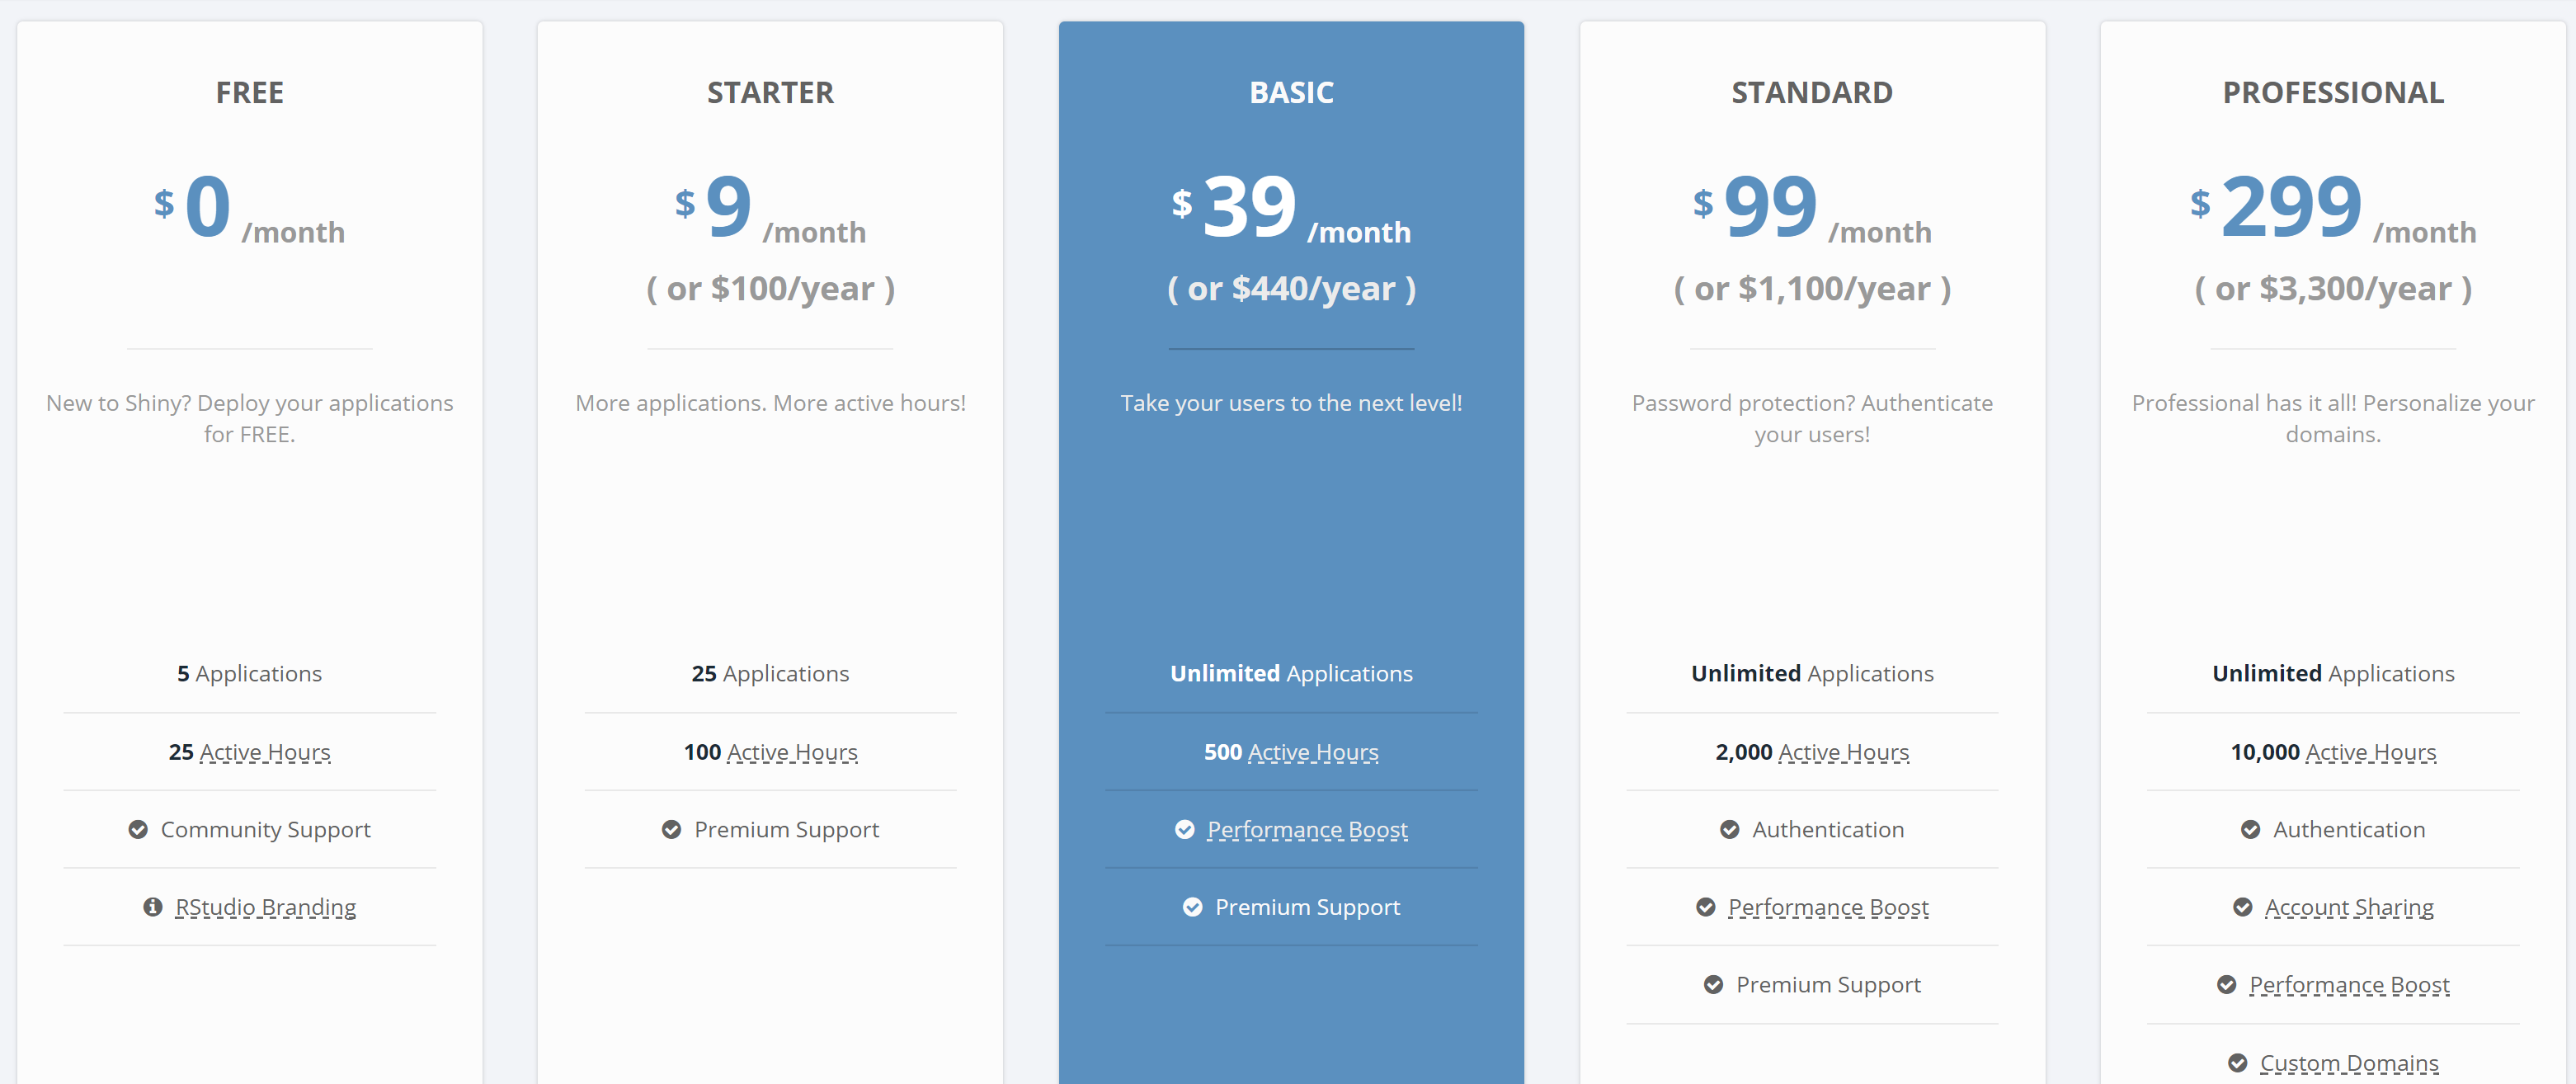 FREE
$ 0 /month
New to Shiny? Deploy your applications
for FREE.
5 Applications
25 Active Hours
Community Support
RStudio Branding
STARTER
$ 9 /month
( or $100/year )
More applications. More active hours!
25 Applications
100 Active Hours
Premium Support
BASIC
$ 39 /month
( or $440/year )
Take your users to the next level!
Unlimited Applications
500 Active Hours
Performance Boost
Premium Support
STANDARD
$ 99 /month
( or $1,100/year )
Password protection? Authenticate
your users!
Unlimited Applications
2,000 Active Hours
Authentication
Performance Boost
Premium Support
PROFESSIONAL
$ 299 /month
( or $3,300/year )
Professional has it all! Personalize your
domains.
Unlimited Applications
10,000 Active Hours
Authentication
Account Sharing
Performance Boost
Custom Domains